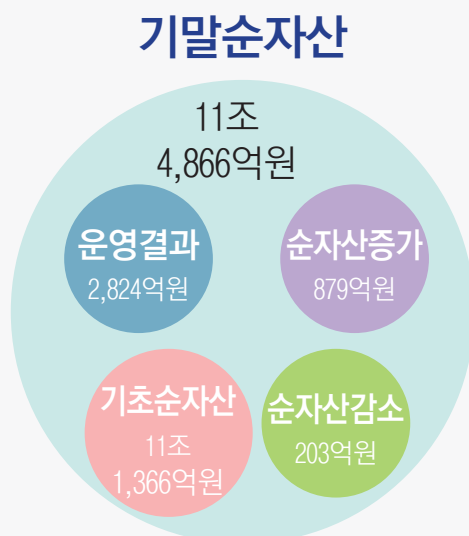 기말순자산
11조
4,866억원
운영결과
2,824억원
순자산증가
879억원
기초순자산
11조
1,366억원
순자산감소
203억원